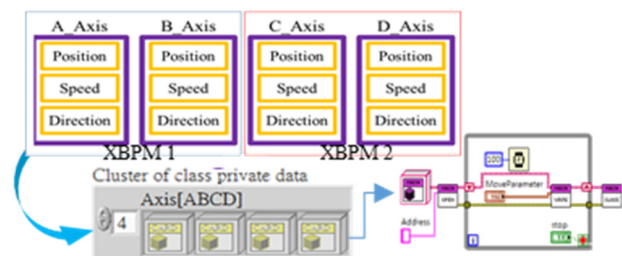 A_Axis B_Axis C_Axis D_Axis
Position Position Position Position
Speed Speed Speed Speed
Direction Direction Direction Direction
XBPM 1 XBPM 2
Cluster of class private data
Axis[ABCD]
4
Address
OPEN
100
MoveParameter
stop
i